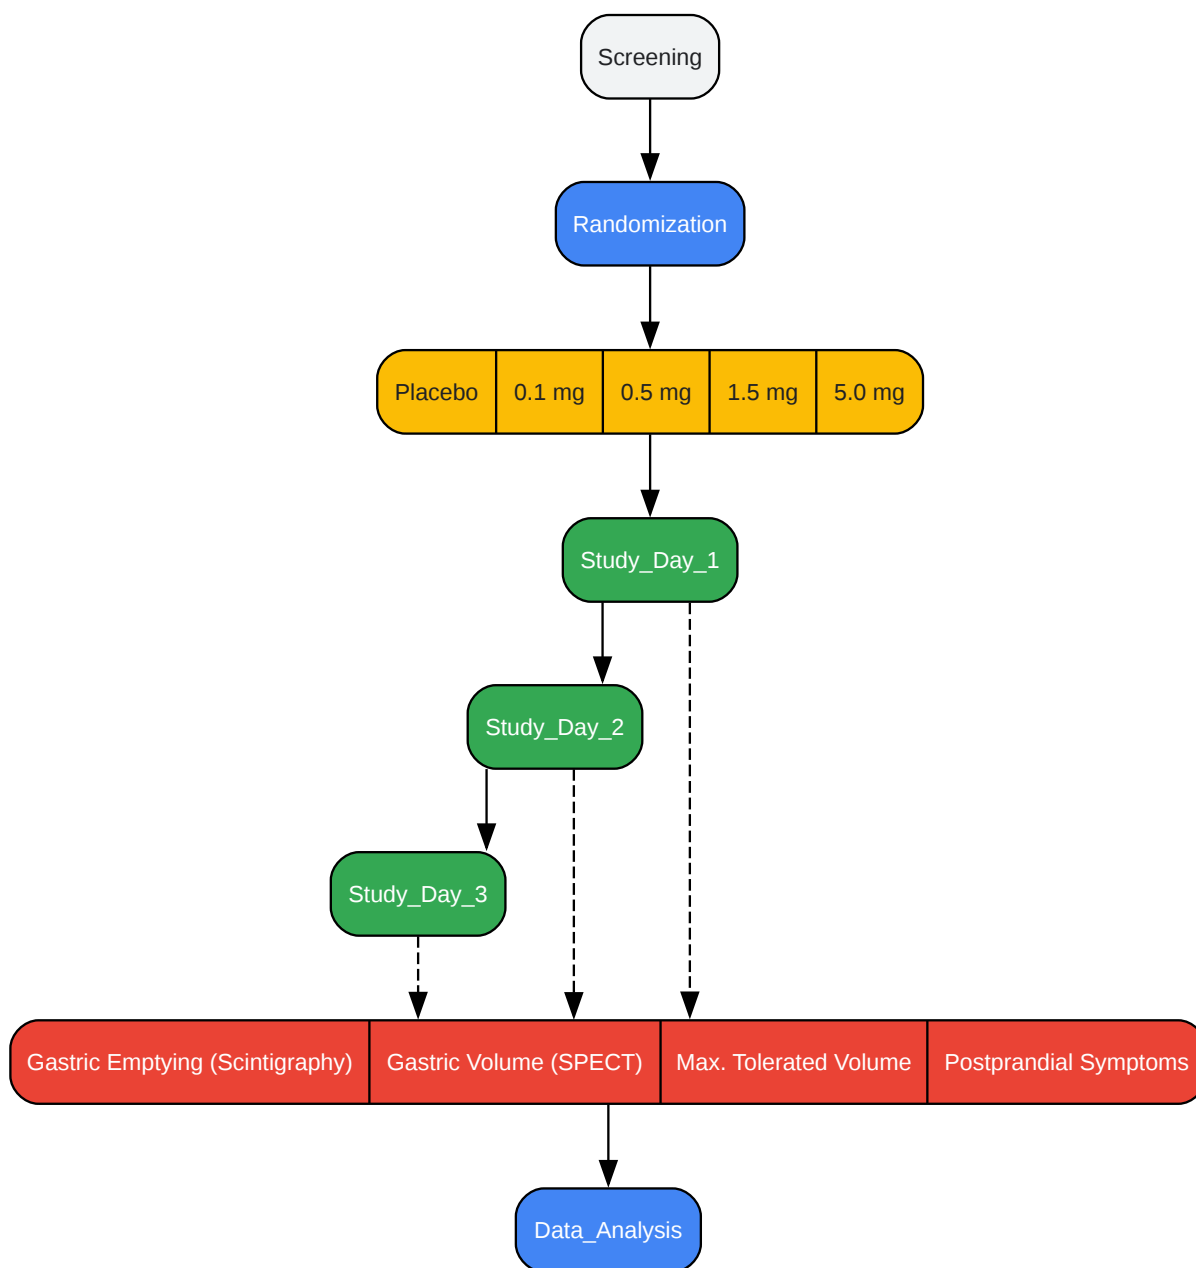 Screening
Randomization
Placebo 0.1 mg 0.5 mg 1.5 mg 5.0 mg
Study_Day_1
Study_Day_2
Study_Day_3
Gastric Emptying (Scintigraphy) Gastric Volume (SPECT) Max. Tolerated Volume Postprandial Symptoms
Data_Analysis